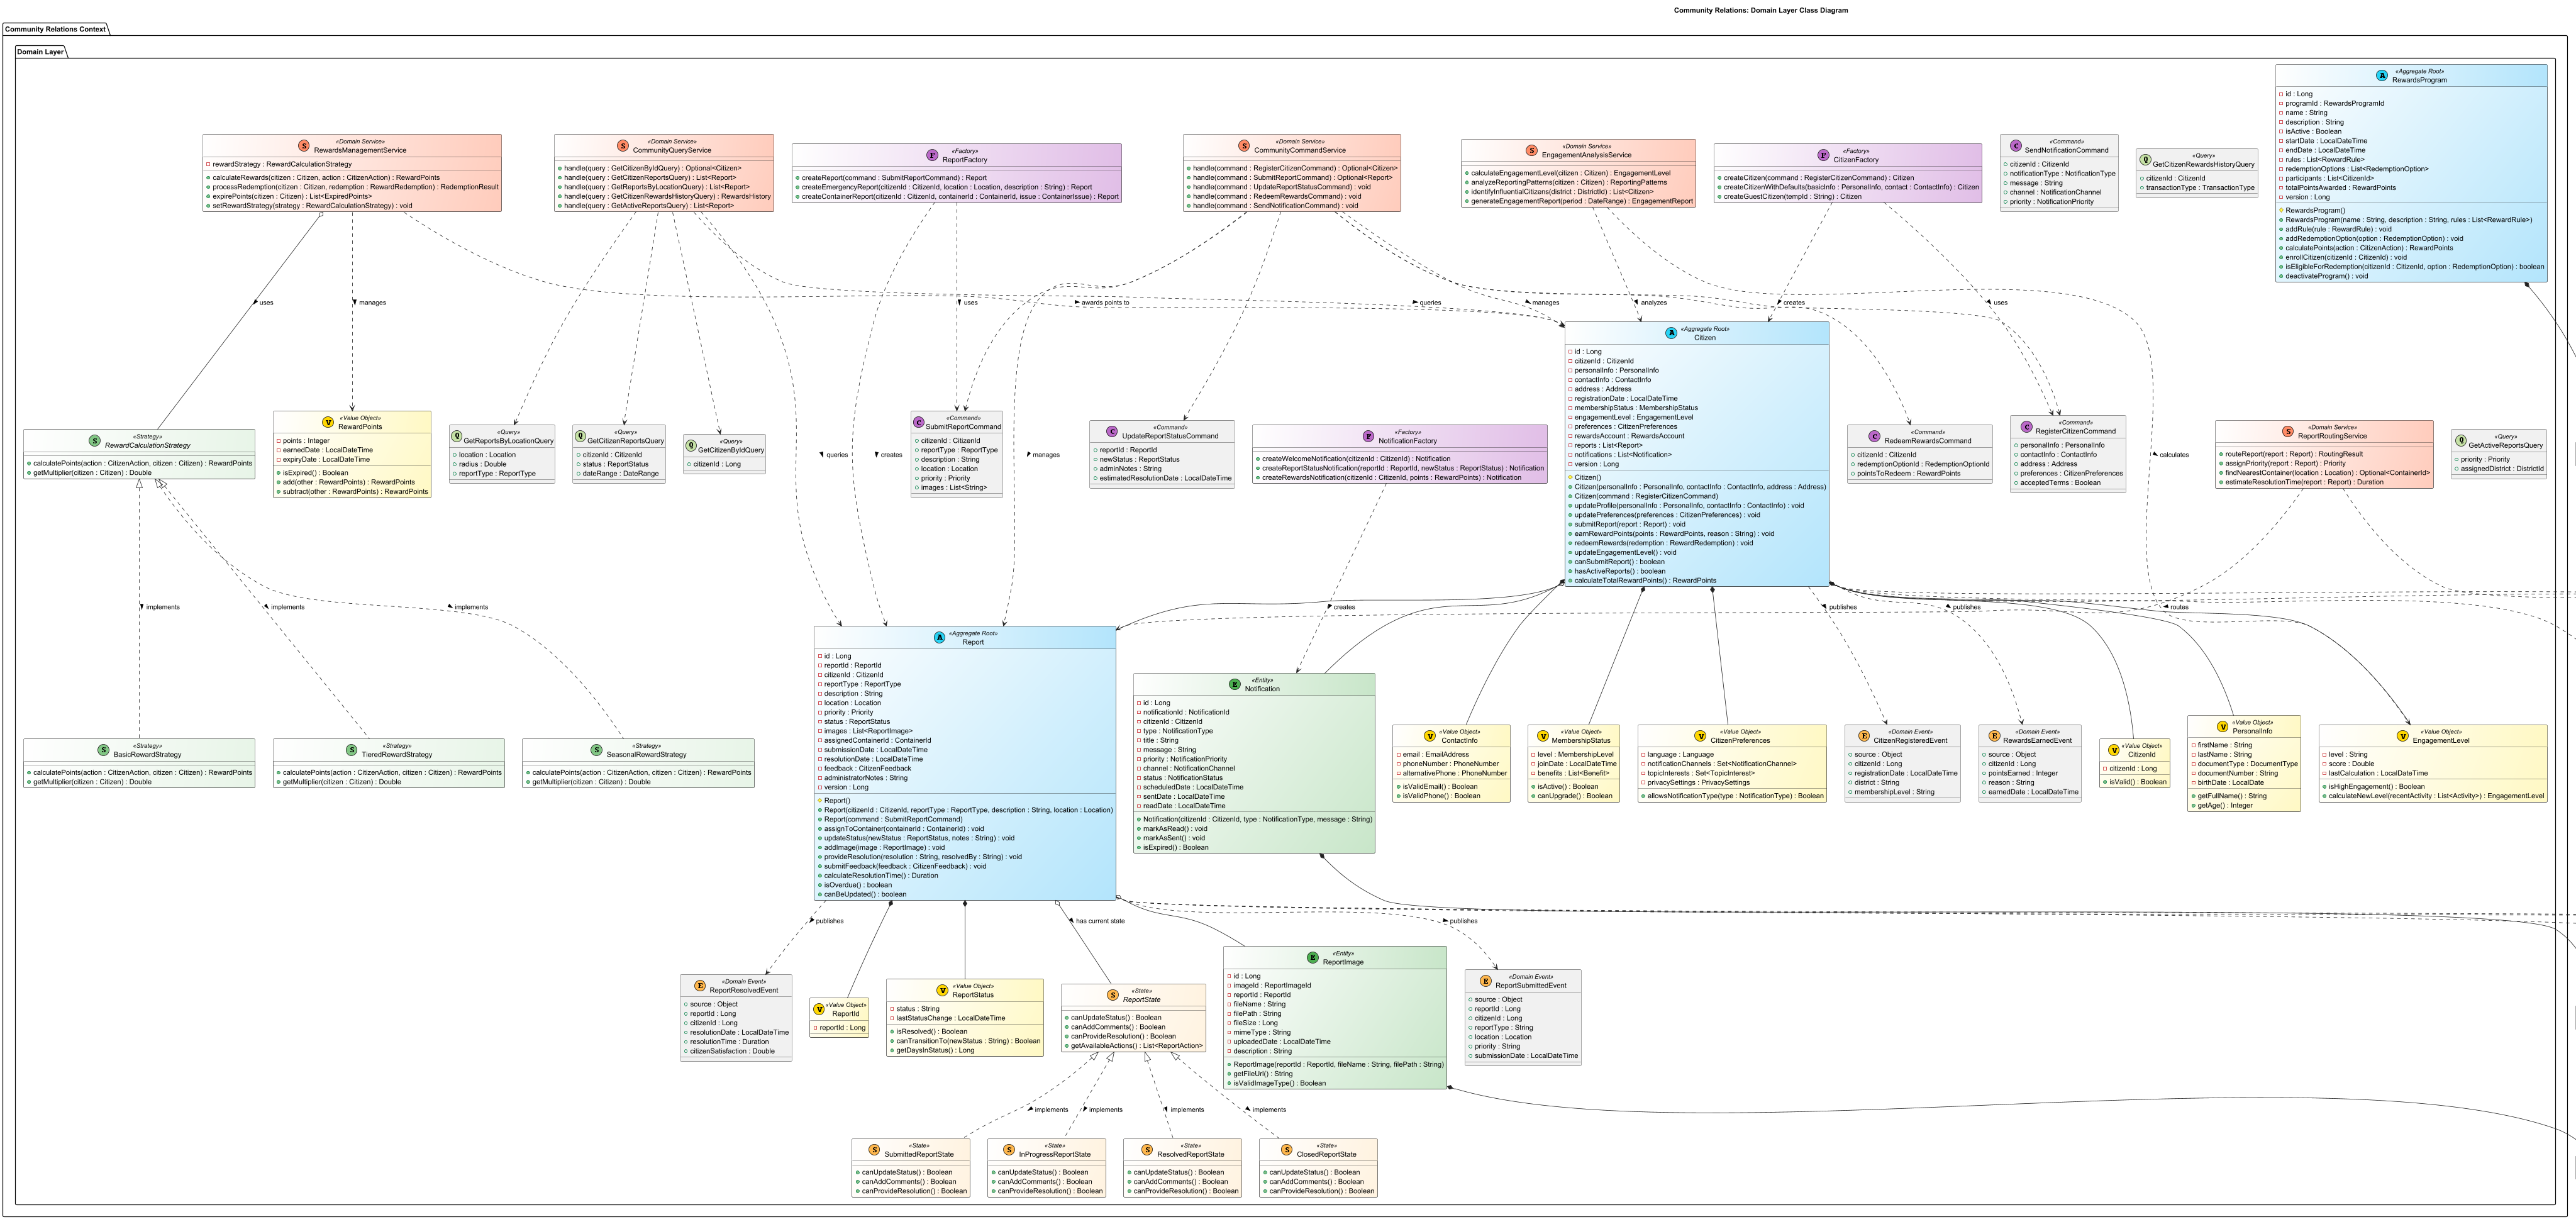 Community Relations: Domain Layer Class Diagram
Community Relations Context
Domain Layer
«Aggregate Root»
RewardsProgram
id : Long
programId : RewardsProgramId
name : String
description : String
isActive : Boolean
startDate : LocalDateTime
endDate : LocalDateTime
rules : List<RewardRule>
redemptionOptions : List<RedemptionOption>
participants : List<CitizenId>
totalPointsAwarded : RewardPoints
version : Long
RewardsProgram()
RewardsProgram(name : String, description : String, rules : List<RewardRule>)
addRule(rule : RewardRule) : void
addRedemptionOption(option : RedemptionOption) : void
calculatePoints(action : CitizenAction) : RewardPoints
enrollCitizen(citizenId : CitizenId) : void
isEligibleForRedemption(citizenId : CitizenId, option : RedemptionOption) : boolean
deactivateProgram() : void
«Domain Service»
RewardsManagementService
rewardStrategy : RewardCalculationStrategy
calculateRewards(citizen : Citizen, action : CitizenAction) : RewardPoints
processRedemption(citizen : Citizen, redemption : RewardRedemption) : RedemptionResult
expirePoints(citizen : Citizen) : List<ExpiredPoints>
setRewardStrategy(strategy : RewardCalculationStrategy) : void
«Domain Service»
CommunityQueryService
handle(query : GetCitizenByIdQuery) : Optional<Citizen>
handle(query : GetCitizenReportsQuery) : List<Report>
handle(query : GetReportsByLocationQuery) : List<Report>
handle(query : GetCitizenRewardsHistoryQuery) : RewardsHistory
handle(query : GetActiveReportsQuery) : List<Report>
«Factory»
ReportFactory
createReport(command : SubmitReportCommand) : Report
createEmergencyReport(citizenId : CitizenId, location : Location, description : String) : Report
createContainerReport(citizenId : CitizenId, containerId : ContainerId, issue : ContainerIssue) : Report
«Domain Service»
CommunityCommandService
handle(command : RegisterCitizenCommand) : Optional<Citizen>
handle(command : SubmitReportCommand) : Optional<Report>
handle(command : UpdateReportStatusCommand) : void
handle(command : RedeemRewardsCommand) : void
handle(command : SendNotificationCommand) : void
«Domain Service»
EngagementAnalysisService
calculateEngagementLevel(citizen : Citizen) : EngagementLevel
analyzeReportingPatterns(citizen : Citizen) : ReportingPatterns
identifyInfluentialCitizens(district : DistrictId) : List<Citizen>
generateEngagementReport(period : DateRange) : EngagementReport
«Factory»
CitizenFactory
createCitizen(command : RegisterCitizenCommand) : Citizen
createCitizenWithDefaults(basicInfo : PersonalInfo, contact : ContactInfo) : Citizen
createGuestCitizen(tempId : String) : Citizen
«Command»
SendNotificationCommand
citizenId : CitizenId
notificationType : NotificationType
message : String
channel : NotificationChannel
priority : NotificationPriority
«Query»
GetCitizenRewardsHistoryQuery
citizenId : CitizenId
transactionType : TransactionType
uses
manages
awards points to
queries
uses
manages
analyzes
creates
uses
«Aggregate Root»
Citizen
id : Long
citizenId : CitizenId
personalInfo : PersonalInfo
contactInfo : ContactInfo
address : Address
registrationDate : LocalDateTime
membershipStatus : MembershipStatus
engagementLevel : EngagementLevel
preferences : CitizenPreferences
rewardsAccount : RewardsAccount
reports : List<Report>
notifications : List<Notification>
version : Long
Citizen()
Citizen(personalInfo : PersonalInfo, contactInfo : ContactInfo, address : Address)
Citizen(command : RegisterCitizenCommand)
updateProfile(personalInfo : PersonalInfo, contactInfo : ContactInfo) : void
updatePreferences(preferences : CitizenPreferences) : void
submitReport(report : Report) : void
earnRewardPoints(points : RewardPoints, reason : String) : void
redeemRewards(redemption : RewardRedemption) : void
updateEngagementLevel() : void
canSubmitReport() : boolean
hasActiveReports() : boolean
calculateTotalRewardPoints() : RewardPoints
«Strategy»
RewardCalculationStrategy
calculatePoints(action : CitizenAction, citizen : Citizen) : RewardPoints
getMultiplier(citizen : Citizen) : Double
«Value Object»
RewardPoints
points : Integer
earnedDate : LocalDateTime
expiryDate : LocalDateTime
isExpired() : Boolean
add(other : RewardPoints) : RewardPoints
subtract(other : RewardPoints) : RewardPoints
«Query»
GetReportsByLocationQuery
location : Location
radius : Double
reportType : ReportType
«Query»
GetCitizenReportsQuery
citizenId : CitizenId
status : ReportStatus
dateRange : DateRange
«Query»
GetCitizenByIdQuery
citizenId : Long
queries
creates
«Command»
SubmitReportCommand
citizenId : CitizenId
reportType : ReportType
description : String
location : Location
priority : Priority
images : List<String>
manages
«Command»
UpdateReportStatusCommand
reportId : ReportId
newStatus : ReportStatus
adminNotes : String
estimatedResolutionDate : LocalDateTime
«Factory»
NotificationFactory
createWelcomeNotification(citizenId : CitizenId) : Notification
createReportStatusNotification(reportId : ReportId, newStatus : ReportStatus) : Notification
createRewardsNotification(citizenId : CitizenId, points : RewardPoints) : Notification
«Command»
RedeemRewardsCommand
citizenId : CitizenId
redemptionOptionId : RedemptionOptionId
pointsToRedeem : RewardPoints
«Command»
RegisterCitizenCommand
personalInfo : PersonalInfo
contactInfo : ContactInfo
address : Address
preferences : CitizenPreferences
acceptedTerms : Boolean
calculates
«Domain Service»
ReportRoutingService
routeReport(report : Report) : RoutingResult
assignPriority(report : Report) : Priority
findNearestContainer(location : Location) : Optional<ContainerId>
estimateResolutionTime(report : Report) : Duration
«Query»
GetActiveReportsQuery
priority : Priority
assignedDistrict : DistrictId
implements
implements
implements
creates
publishes
publishes
routes
«Aggregate Root»
Report
id : Long
reportId : ReportId
citizenId : CitizenId
reportType : ReportType
description : String
location : Location
priority : Priority
status : ReportStatus
images : List<ReportImage>
assignedContainerId : ContainerId
submissionDate : LocalDateTime
resolutionDate : LocalDateTime
feedback : CitizenFeedback
administratorNotes : String
version : Long
Report()
Report(citizenId : CitizenId, reportType : ReportType, description : String, location : Location)
Report(command : SubmitReportCommand)
assignToContainer(containerId : ContainerId) : void
updateStatus(newStatus : ReportStatus, notes : String) : void
addImage(image : ReportImage) : void
provideResolution(resolution : String, resolvedBy : String) : void
submitFeedback(feedback : CitizenFeedback) : void
calculateResolutionTime() : Duration
isOverdue() : boolean
canBeUpdated() : boolean
«Entity»
Notification
id : Long
notificationId : NotificationId
citizenId : CitizenId
type : NotificationType
title : String
message : String
priority : NotificationPriority
channel : NotificationChannel
status : NotificationStatus
scheduledDate : LocalDateTime
sentDate : LocalDateTime
readDate : LocalDateTime
Notification(citizenId : CitizenId, type : NotificationType, message : String)
markAsRead() : void
markAsSent() : void
isExpired() : Boolean
«Strategy»
BasicRewardStrategy
calculatePoints(action : CitizenAction, citizen : Citizen) : RewardPoints
getMultiplier(citizen : Citizen) : Double
«Strategy»
TieredRewardStrategy
calculatePoints(action : CitizenAction, citizen : Citizen) : RewardPoints
getMultiplier(citizen : Citizen) : Double
«Strategy»
SeasonalRewardStrategy
calculatePoints(action : CitizenAction, citizen : Citizen) : RewardPoints
getMultiplier(citizen : Citizen) : Double
«Value Object»
ContactInfo
email : EmailAddress
phoneNumber : PhoneNumber
alternativePhone : PhoneNumber
isValidEmail() : Boolean
isValidPhone() : Boolean
«Value Object»
MembershipStatus
level : MembershipLevel
joinDate : LocalDateTime
benefits : List<Benefit>
isActive() : Boolean
canUpgrade() : Boolean
«Value Object»
CitizenPreferences
language : Language
notificationChannels : Set<NotificationChannel>
topicInterests : Set<TopicInterest>
privacySettings : PrivacySettings
allowsNotificationType(type : NotificationType) : Boolean
«Domain Event»
CitizenRegisteredEvent
source : Object
citizenId : Long
registrationDate : LocalDateTime
district : String
membershipLevel : String
«Domain Event»
RewardsEarnedEvent
source : Object
citizenId : Long
pointsEarned : Integer
reason : String
earnedDate : LocalDateTime
«Value Object»
CitizenId
citizenId : Long
isValid() : Boolean
«Value Object»
PersonalInfo
firstName : String
lastName : String
documentType : DocumentType
documentNumber : String
birthDate : LocalDate
getFullName() : String
getAge() : Integer
«Value Object»
EngagementLevel
level : String
score : Double
lastCalculation : LocalDateTime
isHighEngagement() : Boolean
calculateNewLevel(recentActivity : List<Activity>) : EngagementLevel
publishes
has current state
publishes
«Domain Event»
ReportResolvedEvent
source : Object
reportId : Long
citizenId : Long
resolutionDate : LocalDateTime
resolutionTime : Duration
citizenSatisfaction : Double
«Value Object»
ReportId
reportId : Long
«Value Object»
ReportStatus
status : String
lastStatusChange : LocalDateTime
isResolved() : Boolean
canTransitionTo(newStatus : String) : Boolean
getDaysInStatus() : Long
«State»
ReportState
canUpdateStatus() : Boolean
canAddComments() : Boolean
canProvideResolution() : Boolean
getAvailableActions() : List<ReportAction>
«Entity»
ReportImage
id : Long
imageId : ReportImageId
reportId : ReportId
fileName : String
filePath : String
fileSize : Long
mimeType : String
uploadedDate : LocalDateTime
description : String
ReportImage(reportId : ReportId, fileName : String, filePath : String)
getFileUrl() : String
isValidImageType() : Boolean
«Domain Event»
ReportSubmittedEvent
source : Object
reportId : Long
citizenId : Long
reportType : String
location : Location
priority : String
submissionDate : LocalDateTime
implements
implements
implements
implements
«State»
SubmittedReportState
canUpdateStatus() : Boolean
canAddComments() : Boolean
canProvideResolution() : Boolean
«State»
InProgressReportState
canUpdateStatus() : Boolean
canAddComments() : Boolean
canProvideResolution() : Boolean
«State»
ResolvedReportState
canUpdateStatus() : Boolean
canAddComments() : Boolean
canProvideResolution() : Boolean
«State»
ClosedReportState
canUpdateStatus() : Boolean
canAddComments() : Boolean
canProvideResolution() : Boolean